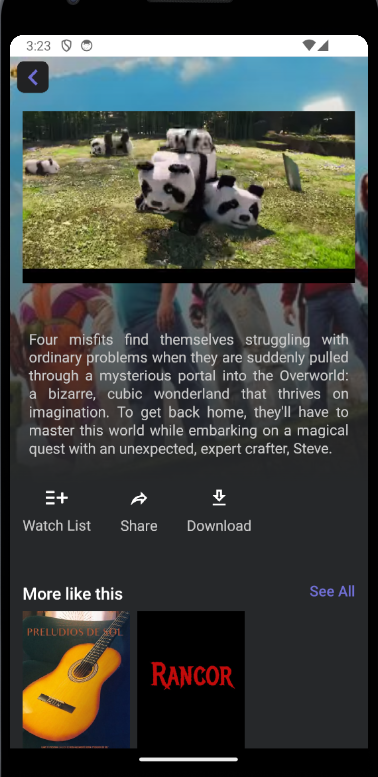 3:23
Four misfits find themselves struggling with
ordinary problems when they are suddenly pulled
through a mysterious portal into the Overworld:
a bizarre, cubic wonderland that thrives on
imagination. To get back home, they'll have to
master this world while embarking on a magical
quest with an unexpected, expert crafter, Steve.
Watch List
Share
Download
More like this
See All
PRELUDIOS DE SOL
RANCOR